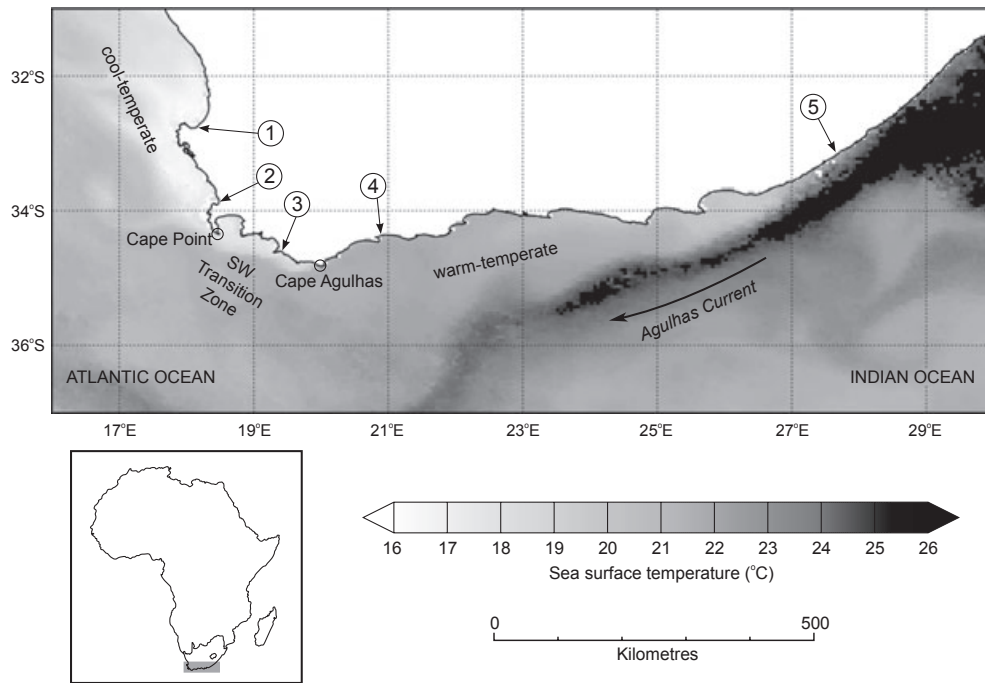 32°S
34°S
36°S
cool-temperate
1
2
3
4
5
Cape Point
SW
Transition
Zone
Cape Agulhas
warm-temperate
Agulhas Current
ATLANTIC OCEAN
INDIAN OCEAN
17°E 19°E 21°E 23°E 25°E 27°E 29°E
16 17 18 19 20 21 22 23 24 25 26
Sea surface temperature (°C)
0 500
Kilometres